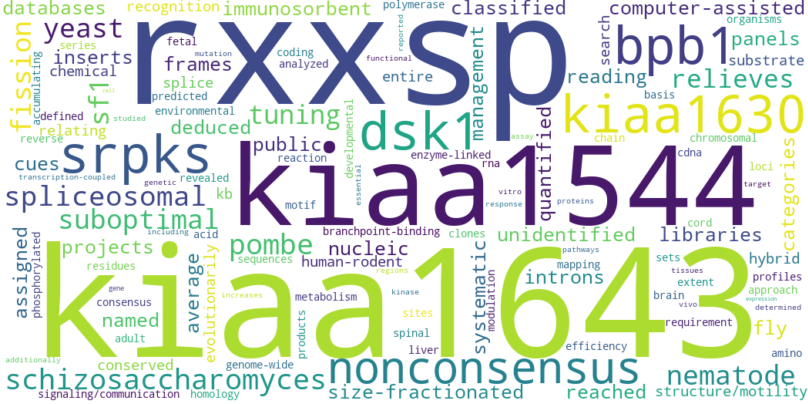 databases recognition immunosorbent polymerase classified computer-assisted
yeast series fetal mutation rxxsp reported functional search bpb1 organisms
inserts frames coding analyzed entire panels
fission accumulating chemical splice management reading substrate
defined predicted environmental sf1 tuning relieves
relating deduced developmental dsk1 basis kiaa1630
reverse public assay chain chromosomal
cues srpks reaction enzyme-linked quantified cdna categories
transcription-coupled revealed kiaa1544 rna loci
genetic motif essential vitro target
spliceosomal kb response proteins
suboptimal including branchpoint-binding clones cord
assigned phosphorylated projects acid pombe nucleic unidentified libraries
residues evolutionarily average sequences human-rodent systematic pathways sets hybrid
gene kiaa1643 regions introns mapping tissues profiles
consensus increases metabolism modulation extent approach
named products kinase sites brain vivo expression
adult spinal requirement determined fly
conserved liver efficiency amino
additionally genome-wide nonconsensus nematode
schizosaccharomyces
signaling/communication homology size-fractionated reached structure/motility
studied
cell